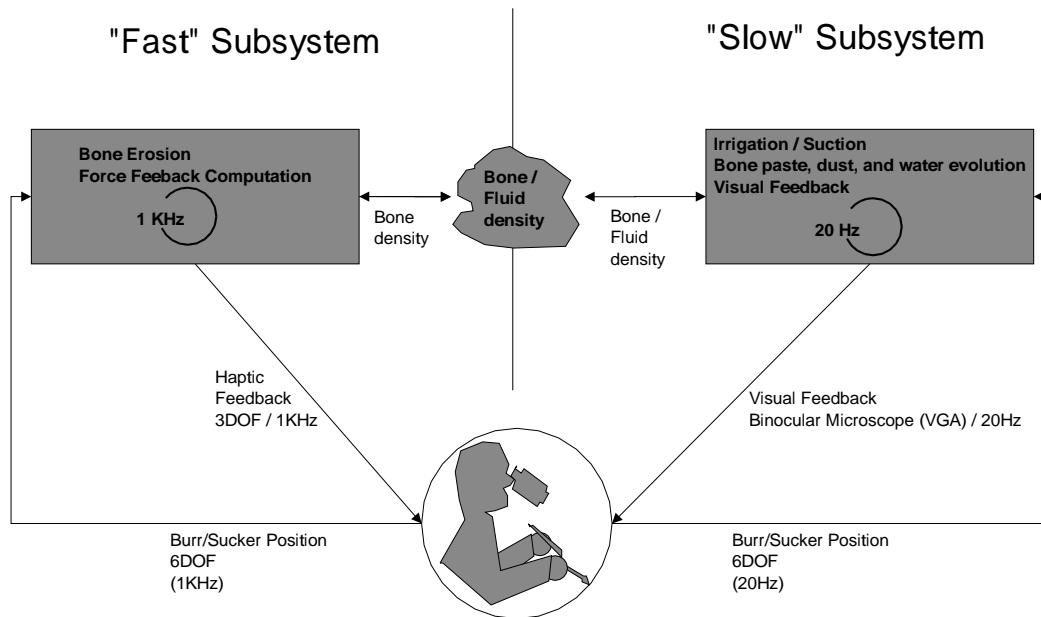 "Fast" Subsystem
"Slow" Subsystem
Bone Erosion
Force Feeback Computation
1 KHz
Bone
density
Bone /
Fluid
density
Bone /
Fluid
density
Irrigation / Suction
Bone paste, dust, and water evolution
Visual Feedback
20 Hz
Haptic
Feedback
3DOF / 1KHz
Visual Feedback
Binocular Microscope (VGA) / 20Hz
Burr/Sucker Position
6DOF
(1KHz)
Burr/Sucker Position
6DOF
(20Hz)